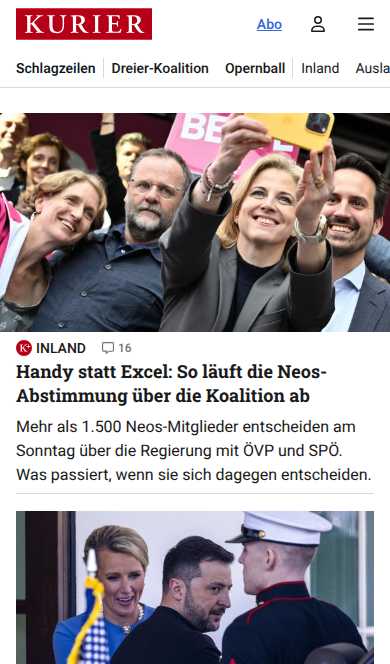 KURIER
Abo
Schlagzeilen Dreier-Koalition Opernball Inland Ausla
BE
K+ INLAND 16
Handy statt Excel: So läuft die Neos-
Abstimmung über die Koalition ab
Mehr als 1.500 Neos-Mitglieder entscheiden am
Sonntag über die Regierung mit ÖVP und SPÖ.
Was passiert, wenn sie sich dagegen entscheiden.